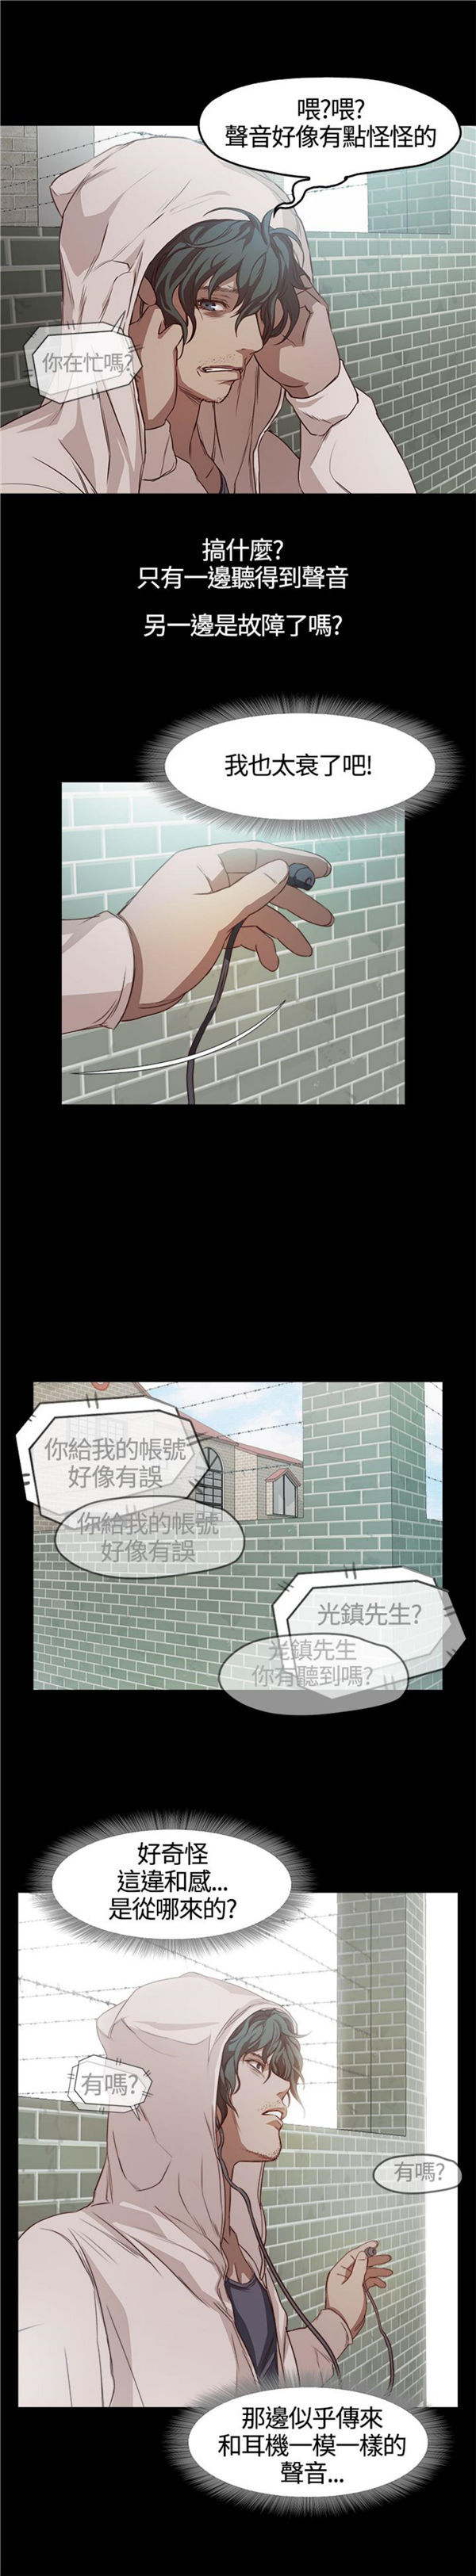 喂?喂?
聲音好像有點怪怪的
你在忙嗎?
搞什麼?
只有一邊聽得到聲音
另一邊是故障了嗎?
我也太衰了吧!
你給我的帳號
好像有誤
你給我的帳號
好像有誤
光鎮先生?
光鎮先生
你有聽到嗎?
好奇怪
這違和感...
是從哪來的?
有嗎?
有嗎?
那邊似乎傳來
和耳機一模一樣的
聲音...